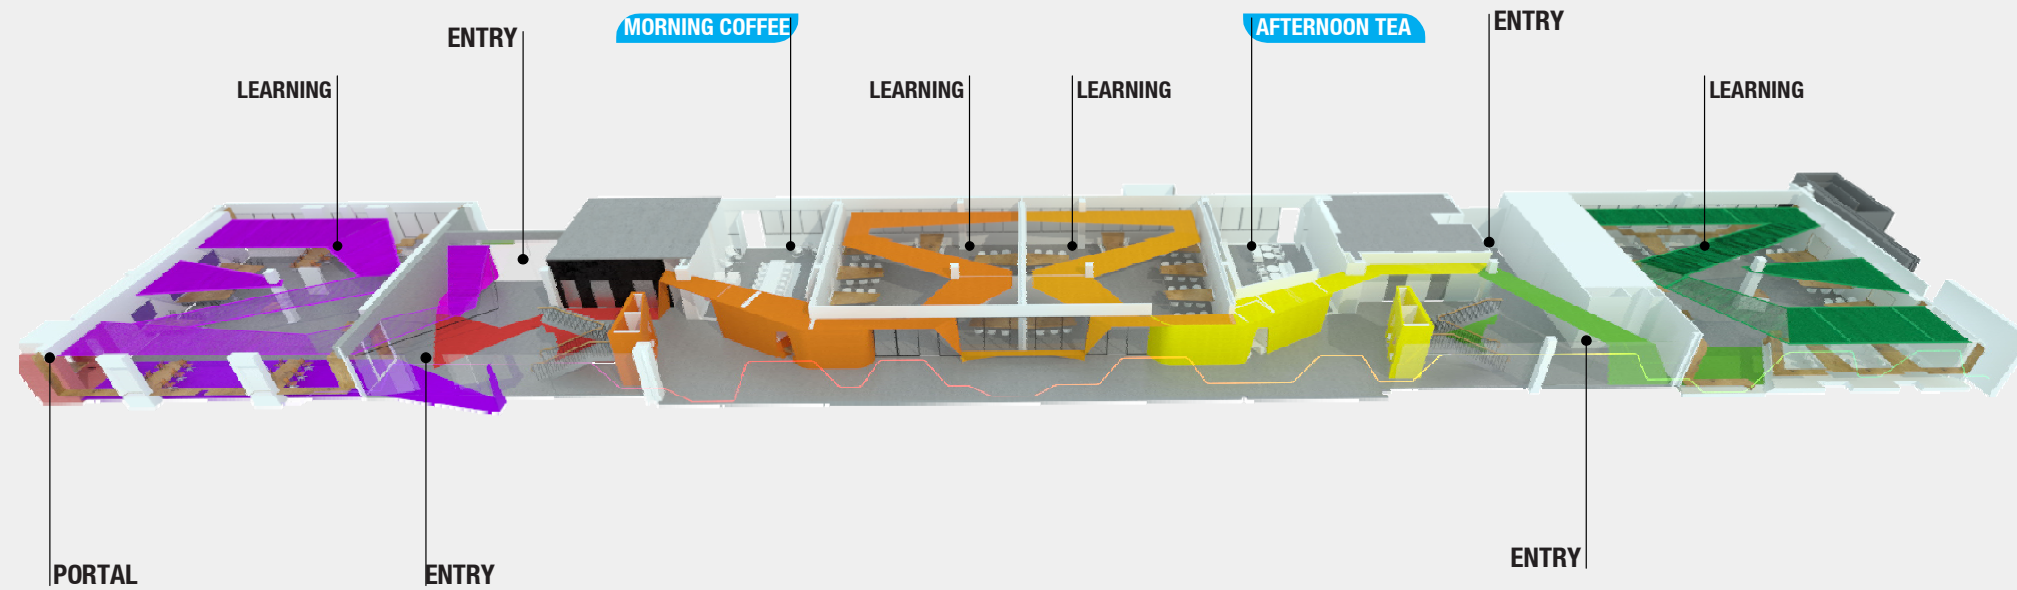 MORNING COFFEE
AFTERNOON TEA
ENTRY
ENTRY
LEARNING
LEARNING
LEARNING
LEARNING
PORTAL
ENTRY
ENTRY